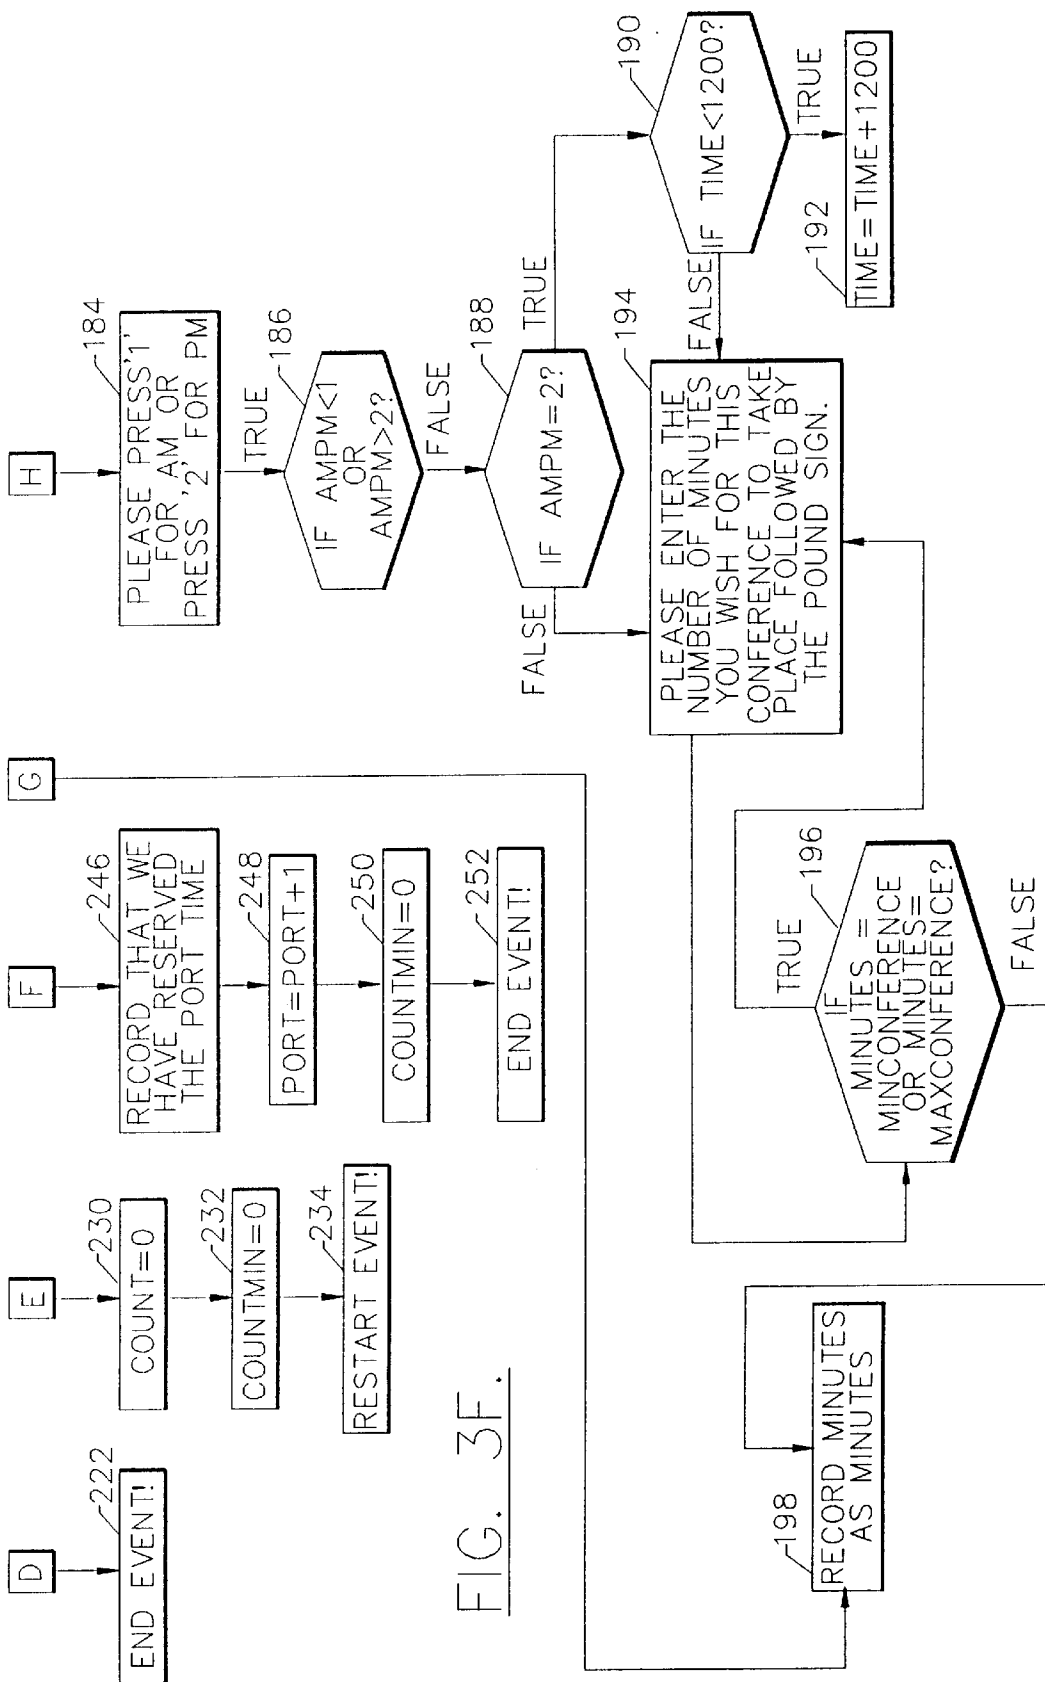 D
222
END EVENT!
E
230
COUNT=0
232
COUNTMIN=0
234
RESTART EVENT!
F
246
RECORD THAT WE
HAVE RESERVED
THE PORT TIME
248
PORT=PORT+1
250
COUNTMIN=0
252
END EVENT!
G
H
184
PLEASE PRESS'1'
FOR AM OR
PRESS '2' FOR PM
TRUE
186
IF AMPM<1
OR
AMPM>2?
FALSE
188
IF AMPM=2?
FALSE
TRUE
190
IF TIME<1200?
FALSE
TRUE
192
TIME=TIME+1200
194
PLEASE ENTER THE
NUMBER OF MINUTES
YOU WISH FOR THIS
CONFERENCE TO TAKE
PLACE FOLLOWED BY
THE POUND SIGN.
TRUE
196
IF
MINUTES =
MINCONFERENCE
OR MINUTES=
MAXCONFERENCE?
FALSE
198
RECORD MINUTES
AS MINUTES
FIG. 3F.